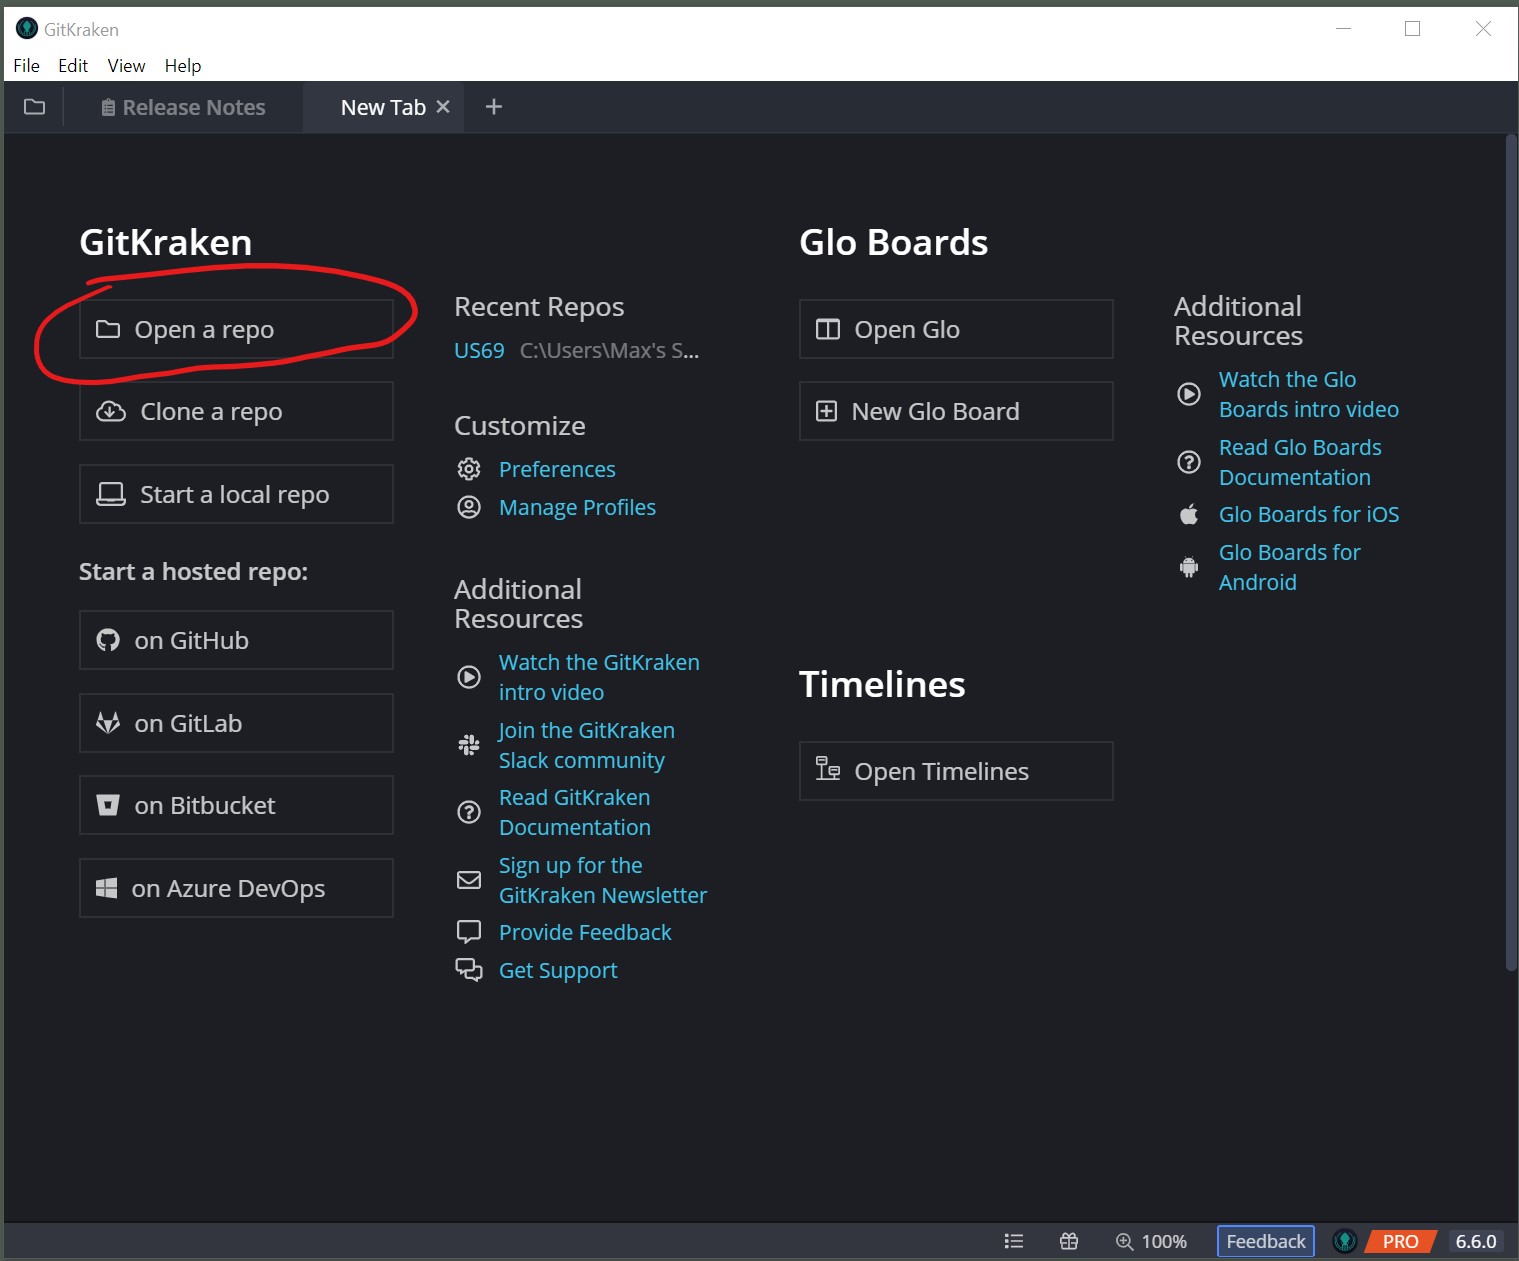 GitKraken
File Edit View Help
Release Notes
New Tab
GitKraken
Open a repo
Clone a repo
Start a local repo
Start a hosted repo:
on GitHub
on GitLab
on Bitbucket
on Azure DevOps
Recent Repos
US69 C:\Users\Max's S...
Customize
Preferences
Manage Profiles
Additional
Resources
Watch the GitKraken
intro video
Join the GitKraken
Slack community
Read GitKraken
Documentation
Sign up for the
GitKraken Newsletter
Provide Feedback
Get Support
Glo Boards
Open Glo
New Glo Board
Additional
Resources
Watch the Glo
Boards intro video
Read Glo Boards
Documentation
Glo Boards for iOS
Glo Boards for
Android
Timelines
Open Timelines
100%
Feedback
PRO
6.6.0